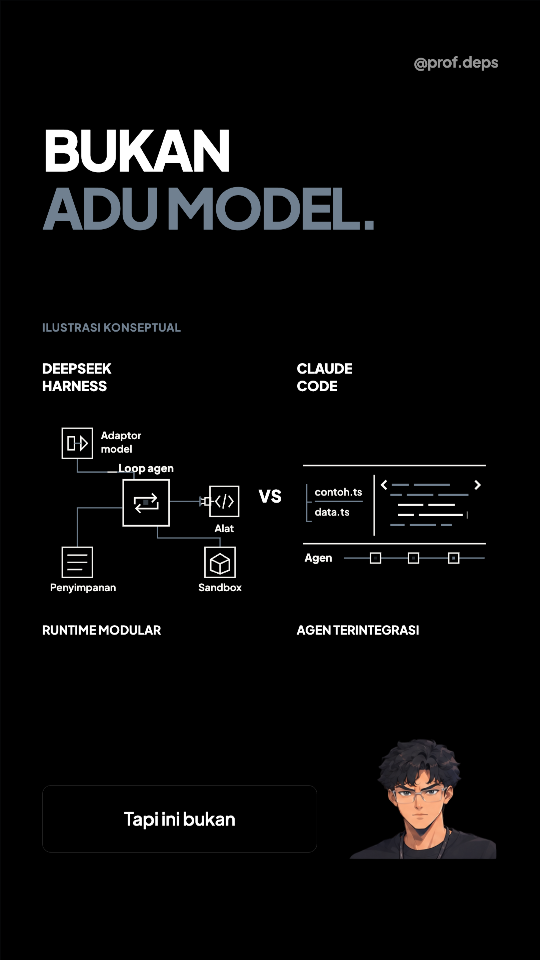 @prof.deps
BUKAN
ADU MODEL.
ILUSTRASI KONSEPTUAL
DEEPSEEK
HARNESS
Adaptor
model
Loop agen
Alat
Penyimpanan
Sandbox
RUNTIME MODULAR
VS
CLAUDE
CODE
contoh.ts
data.ts
Agen
AGEN TERINTEGRASI
Tapi ini bukan